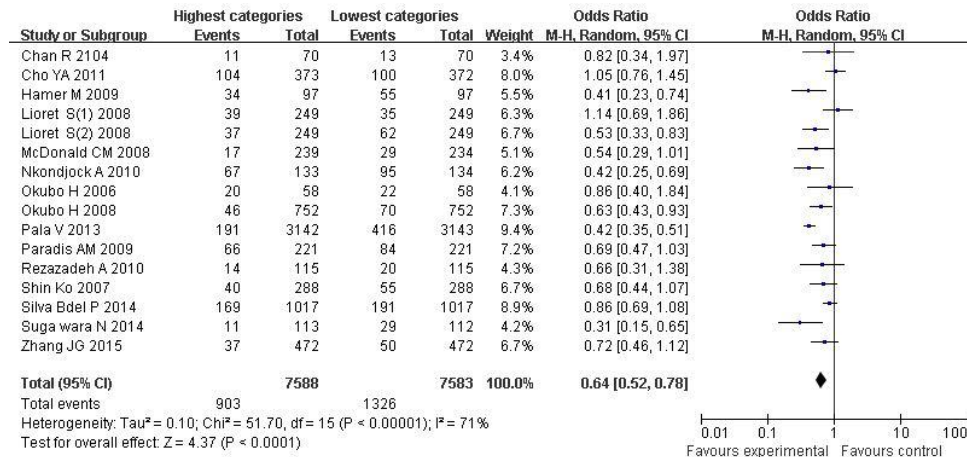 Highest categories Lowest categories Odds Ratio Odds Ratio
Study or Subgroup Events Total Events Total Weight M-H, Random, 95% CI M-H, Random, 95% CI
Chan R 2104 11 70 13 70 3.4% 0.82 [0.34, 1.97]
Cho YA 2011 104 373 100 372 8.0% 1.05 [0.76, 1.45]
Hamer M 2009 34 97 55 97 5.5% 0.41 [0.23, 0.74]
Lioret S(1) 2008 39 249 35 249 6.2% 1.14 [0.69, 1.86]
Lioret S(2) 2008 37 249 62 249 6.7% 0.53 [0.33, 0.83]
McDonald CM 2008 17 239 29 234 5.1% 0.54 [0.29, 1.01]
Nkondjock A 2010 67 133 95 134 6.2% 0.42 [0.25, 0.69]
Okubo H 2006 20 58 22 58 4.1% 0.86 [0.40, 1.84]
Okubo H 2008 46 752 70 752 7.3% 0.63 [0.43, 0.93]
Pala V 2013 191 3142 416 3143 9.2% 0.42 [0.35, 0.51]
Paradis AM 2009 66 221 84 221 7.2% 0.69 [0.47, 1.03]
Rezazadeh A 2010 14 115 20 115 4.2% 0.66 [0.31, 1.38]
Shin Ko 2007 40 288 55 288 6.8% 0.68 [0.44, 1.07]
Silva Bdel P 2014 169 1017 191 1017 8.9% 0.86 [0.69, 1.08]
Suga wara N 2014 11 113 29 112 4.2% 0.31 [0.15, 0.65]
Zhang JG 2015 37 472 50 472 6.7% 0.72 [0.46, 1.12]
Total (95% CI) 7588 7583 100.0% 0.64 [0.52, 0.78]
Total events 903 1326
Heterogeneity: Tau² = 0.10; Chi² = 51.70, df = 15 (P < 0.00001); I² = 71%
Test for overall effect: Z = 4.37 (P < 0.0001)
0.01 0.1 1 10 100
Favours experimental Favours control